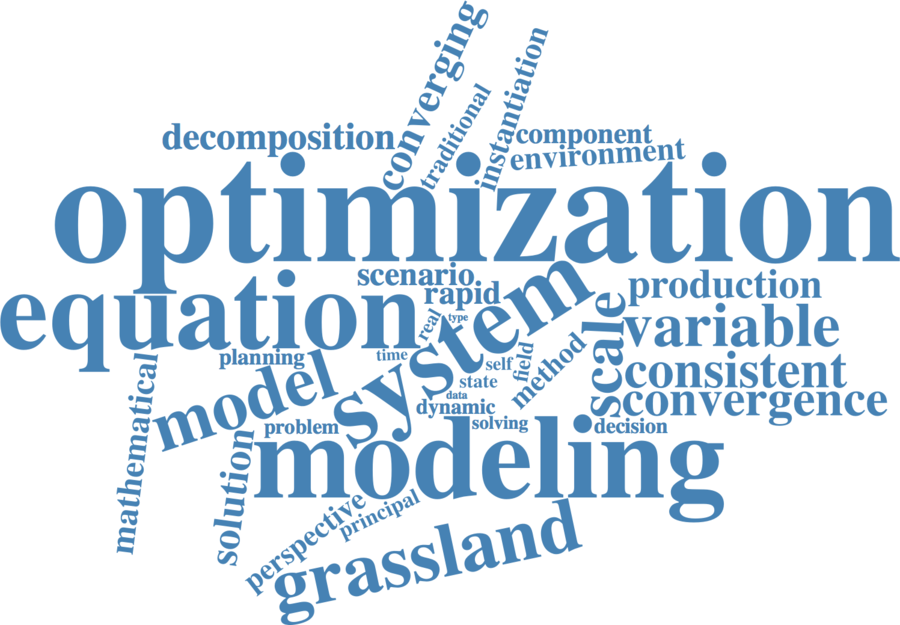 converging
traditional
instantiation
decomposition
component
environment
optimization
scenario
rapid
system
production
equation
real
type
scale
variable
planning
time
self
field
method
consistent
mathematical
model
state
data
dynamic
convergence
problem
solving
decision
solution
modeling
perspective
principal
grassland